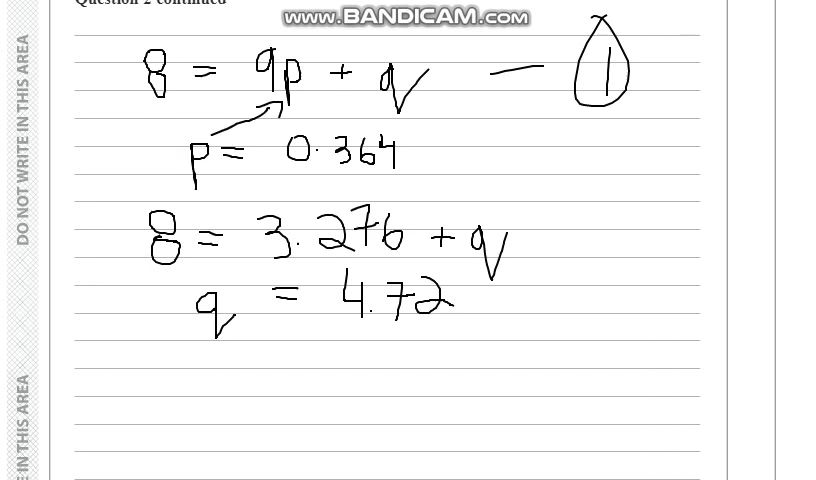 Question 2 continued
www.BANDICAM.com
8 = 9p + q — 1
p = 0.364
8 = 3.276 + q
q = 4.72
DO NOT WRITE IN THIS AREA
E IN THIS AREA